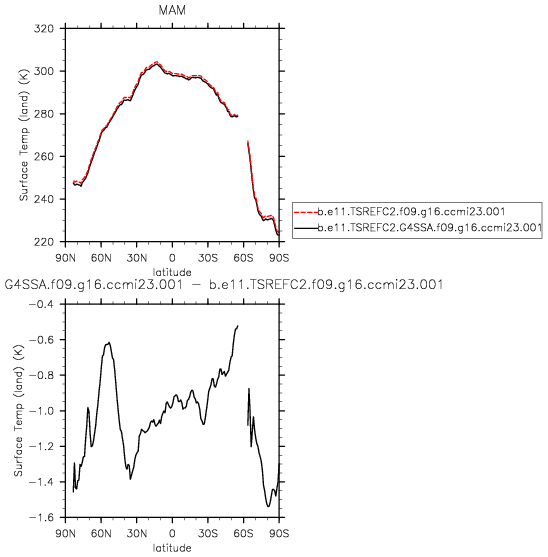 MAM
320
300
280
260
240
220
Surface Temp (land) (K)
90N 60N 30N 0 30S 60S 90S
latitude
b.e11.TSREFC2.f09.g16.ccmi23.001
b.e11.TSREFC2.G4SSA.f09.g16.ccmi23.001
G4SSA.f09.g16.ccmi23.001 - b.e11.TSREFC2.f09.g16.ccmi23.001
-0.4
-0.6
-0.8
-1.0
-1.2
-1.4
-1.6
Surface Temp (land) (K)
90N 60N 30N 0 30S 60S 90S
latitude